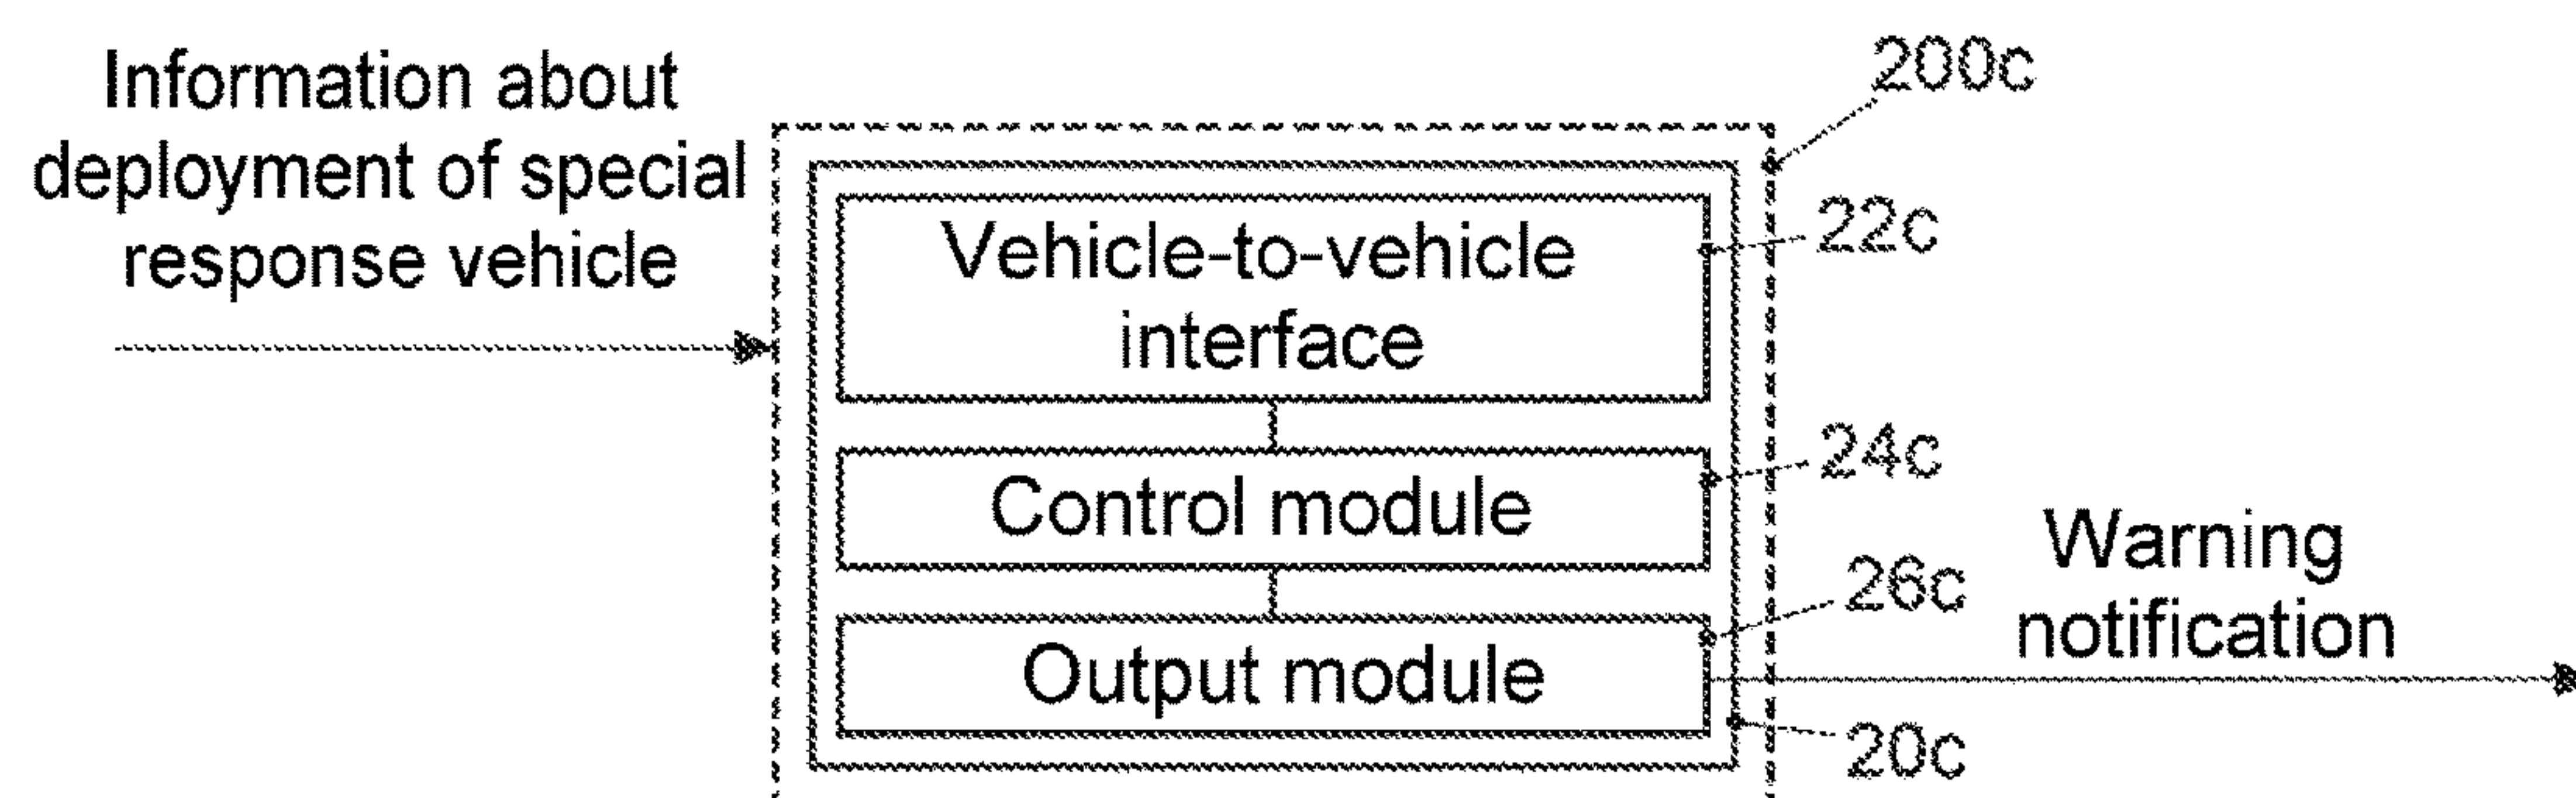 Information about
deployment of special
response vehicle
200c
Vehicle-to-vehicle
interface
22c
Control module
24c
Output module
26c
Warning
notification
20c